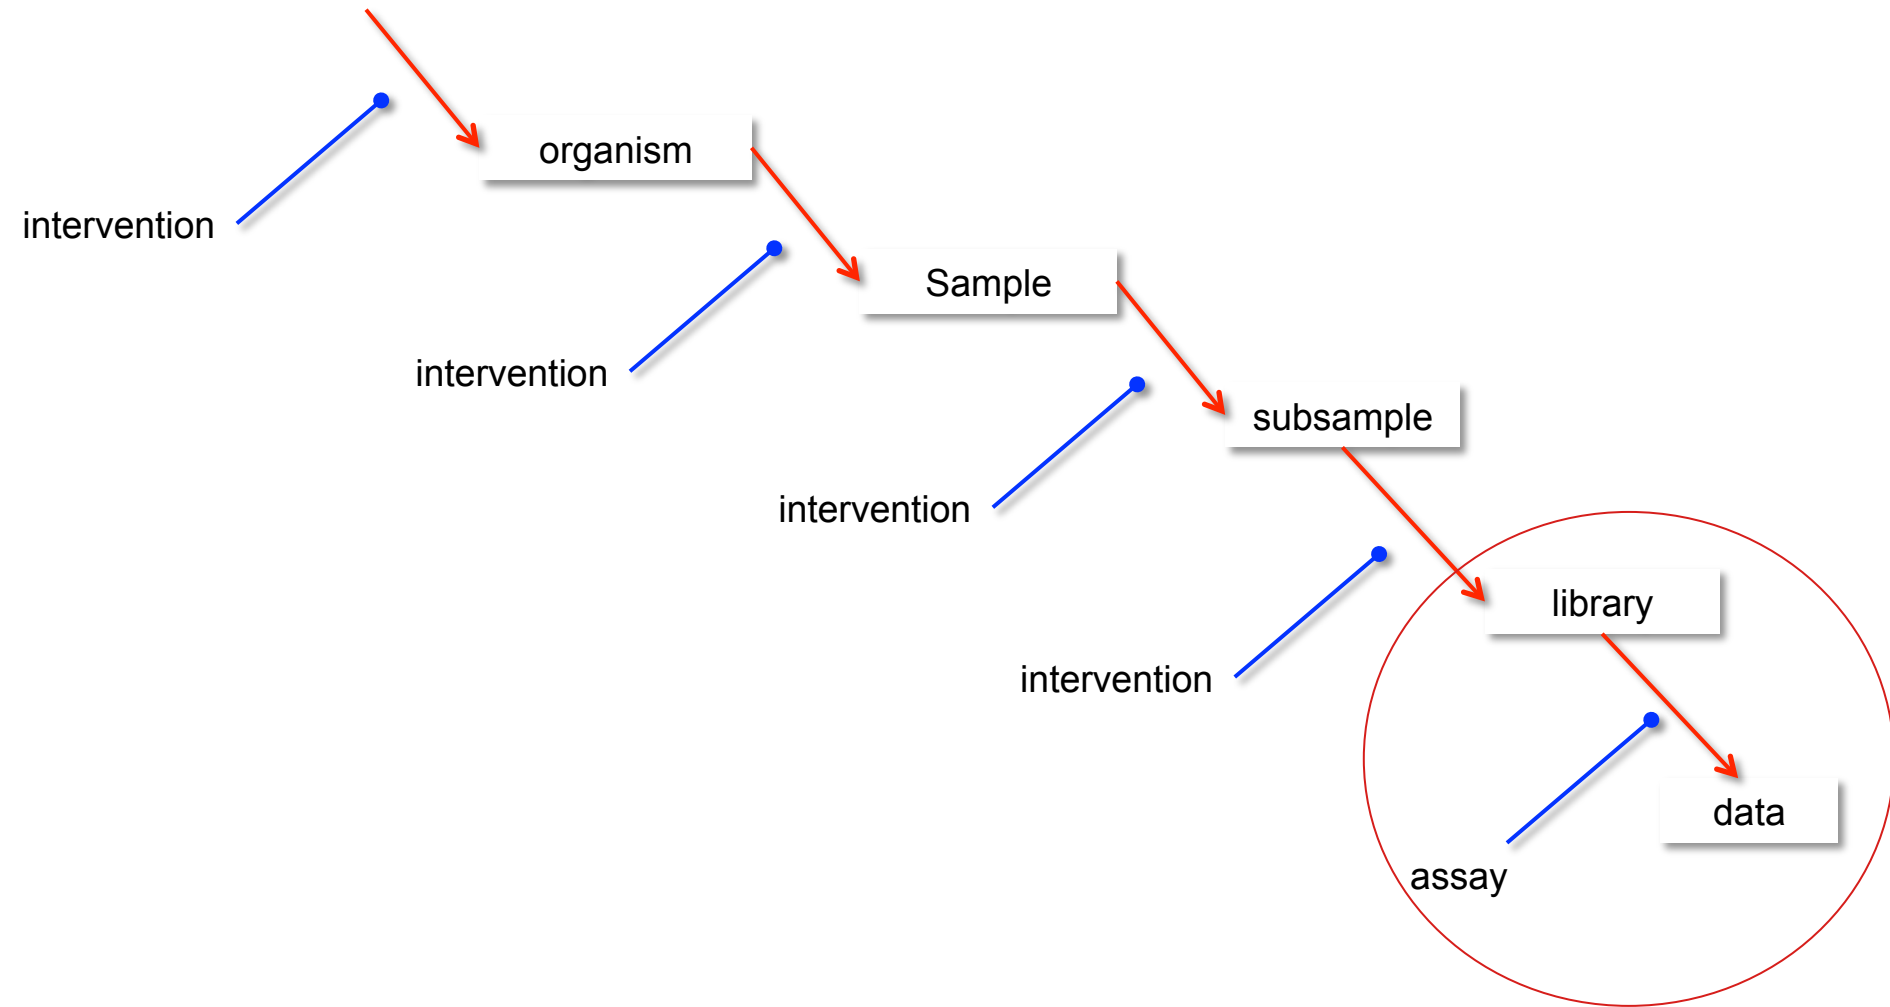 organism
intervention
Sample
intervention
subsample
intervention
library
intervention
data
assay